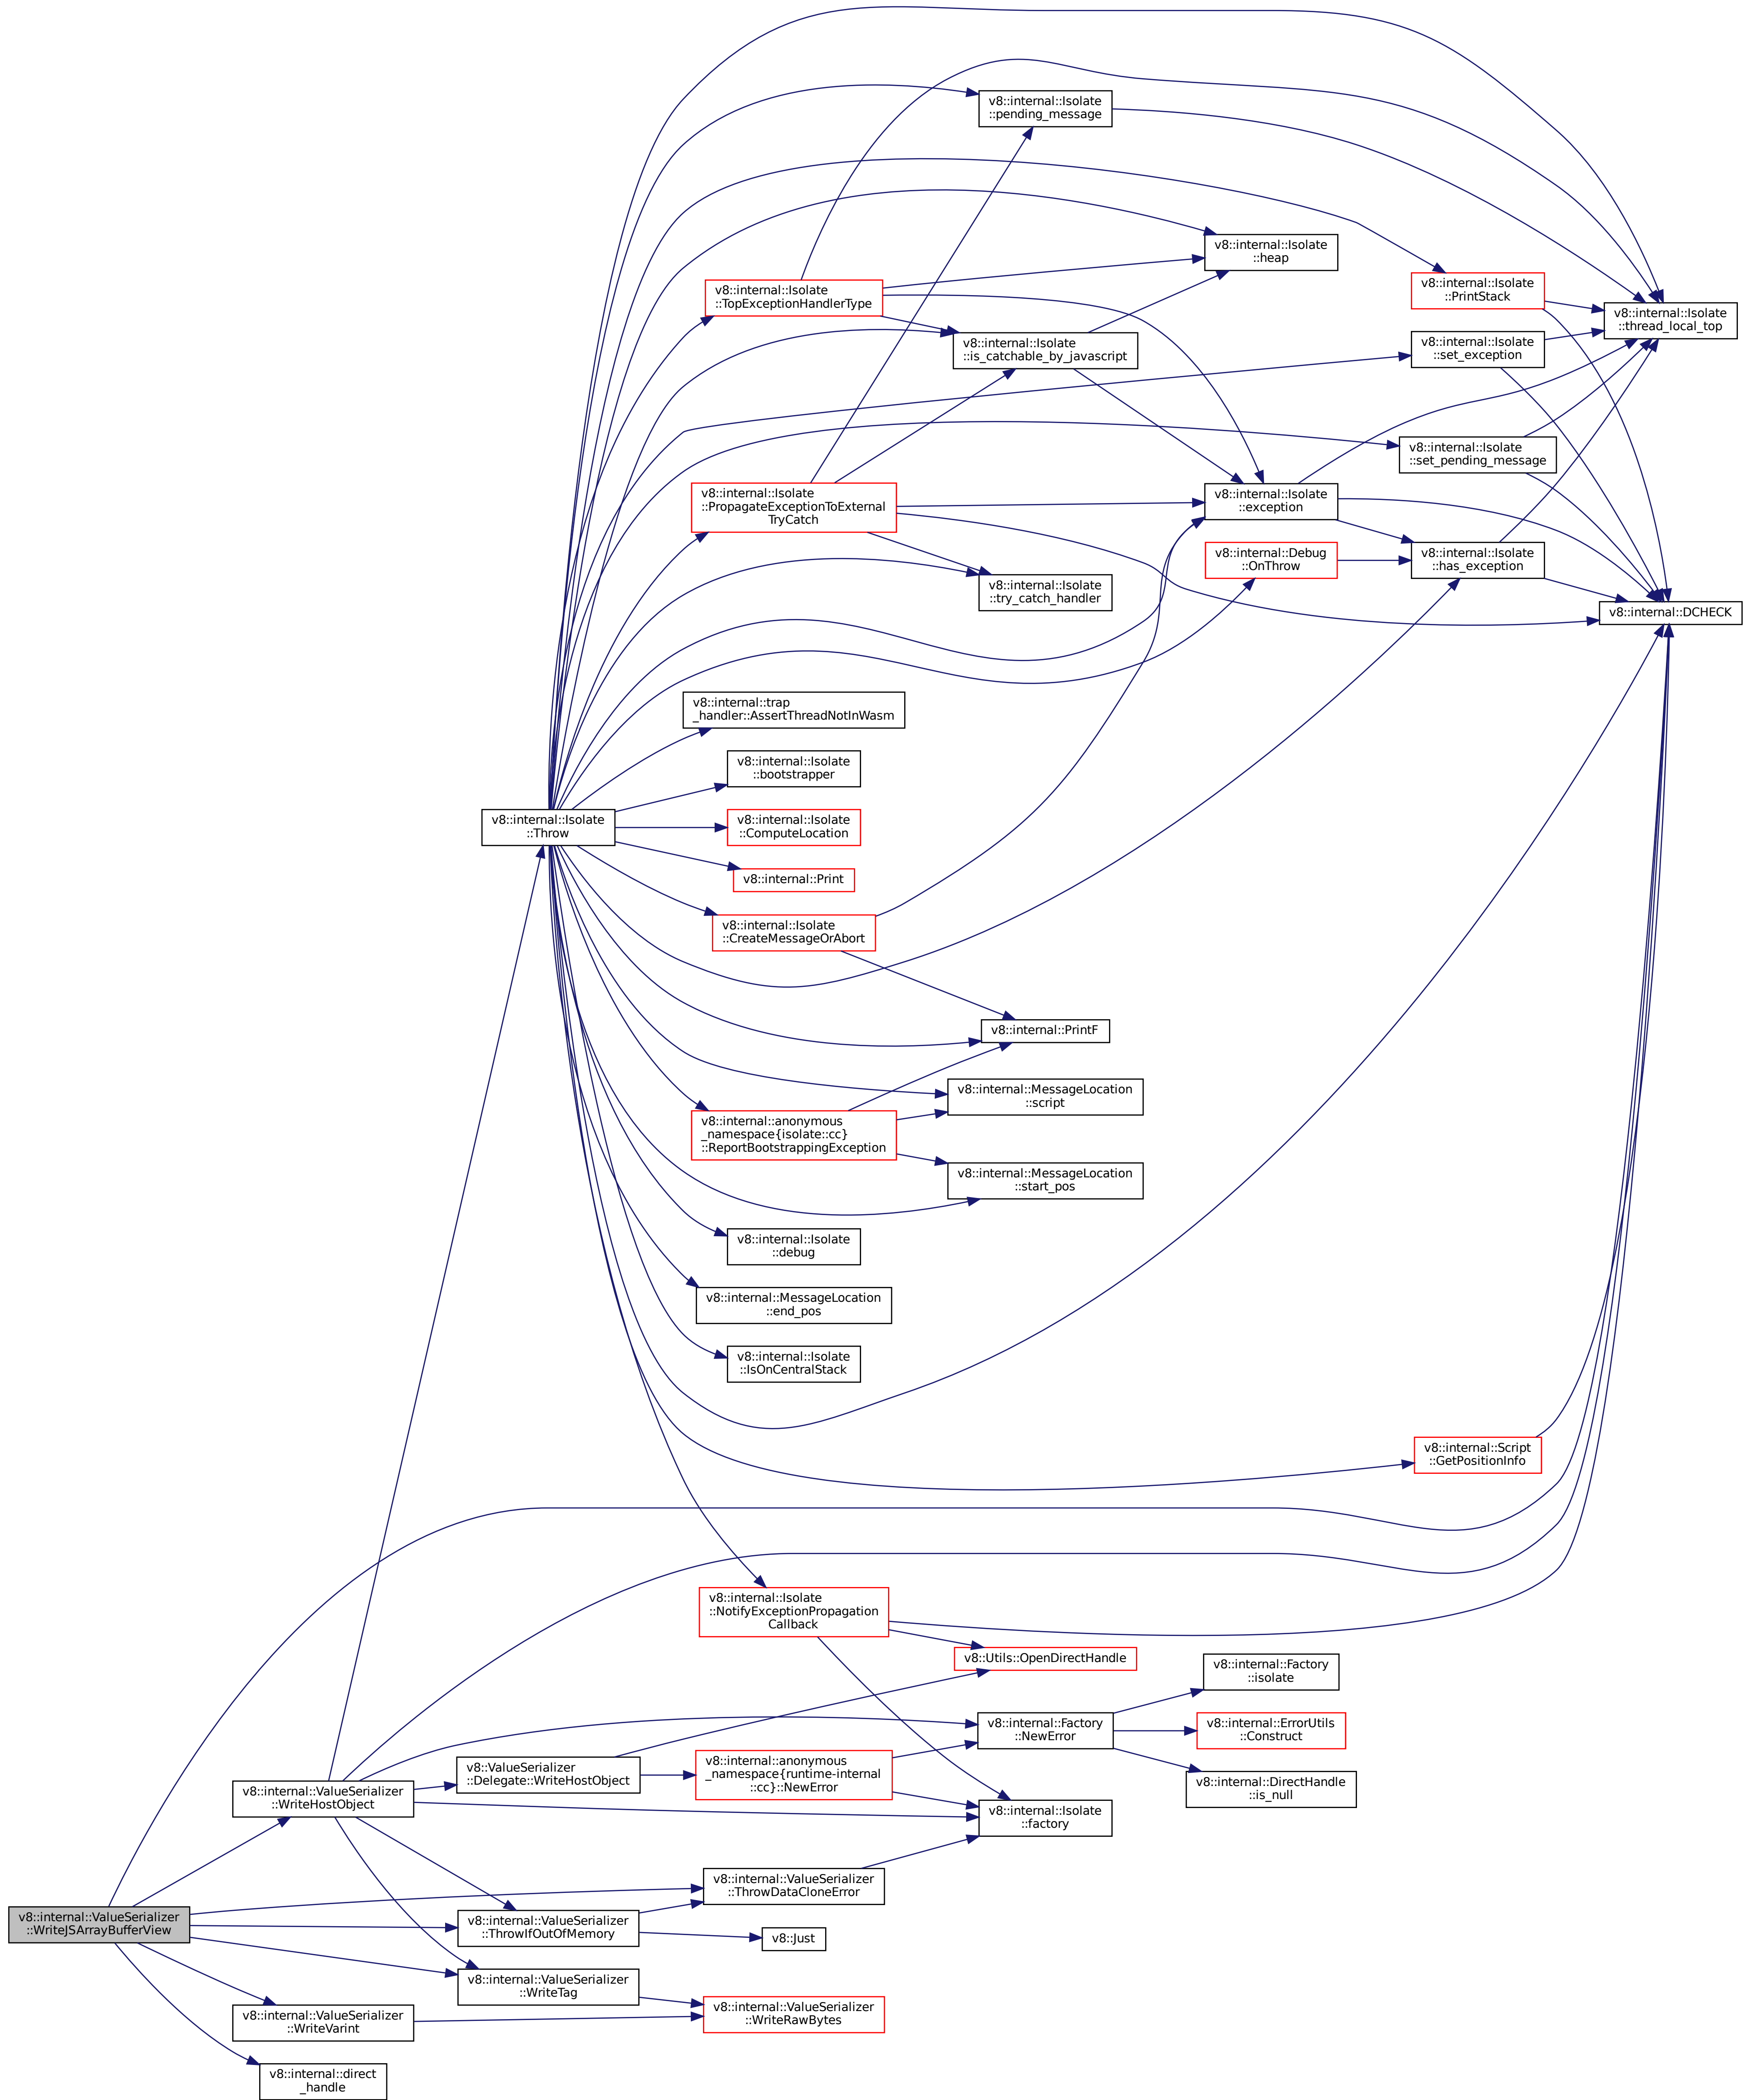 v8::internal::Isolate
::pending_message
v8::internal::Isolate
::heap
v8::internal::Isolate
::TopExceptionHandlerType
v8::internal::Isolate
::PrintStack
v8::internal::Isolate
::thread_local_top
v8::internal::Isolate
::is_catchable_by_javascript
v8::internal::Isolate
::set_exception
v8::internal::Isolate
::set_pending_message
v8::internal::Isolate
::PropagateExceptionToExternal
TryCatch
v8::internal::Isolate
::exception
v8::internal::Debug
::OnThrow
v8::internal::Isolate
::has_exception
v8::internal::Isolate
::try_catch_handler
v8::internal::DCHECK
v8::internal::trap
_handler::AssertThreadNotInWasm
v8::internal::Isolate
::bootstrapper
v8::internal::Isolate
::Throw
v8::internal::Isolate
::ComputeLocation
v8::internal::Print
v8::internal::Isolate
::CreateMessageOrAbort
v8::internal::PrintF
v8::internal::MessageLocation
::script
v8::internal::anonymous
_namespace{isolate::cc}
::ReportBootstrappingException
v8::internal::MessageLocation
::start_pos
v8::internal::Isolate
::debug
v8::internal::MessageLocation
::end_pos
v8::internal::Isolate
::IsOnCentralStack
v8::internal::Script
::GetPositionInfo
v8::internal::Isolate
::NotifyExceptionPropagation
Callback
v8::Utils::OpenDirectHandle
v8::internal::Factory
::isolate
v8::internal::Factory
::NewError
v8::internal::ErrorUtils
::Construct
v8::internal::ValueSerializer
::WriteHostObject
v8::ValueSerializer
::Delegate::WriteHostObject
v8::internal::anonymous
_namespace{runtime-internal
::cc}::NewError
v8::internal::DirectHandle
::is_null
v8::internal::Isolate
::factory
v8::internal::ValueSerializer
::ThrowDataCloneError
v8::internal::ValueSerializer
::WriteJSArrayBufferView
v8::internal::ValueSerializer
::ThrowIfOutOfMemory
v8::Just
v8::internal::ValueSerializer
::WriteTag
v8::internal::ValueSerializer
::WriteVarint
v8::internal::ValueSerializer
::WriteRawBytes
v8::internal::direct
_handle